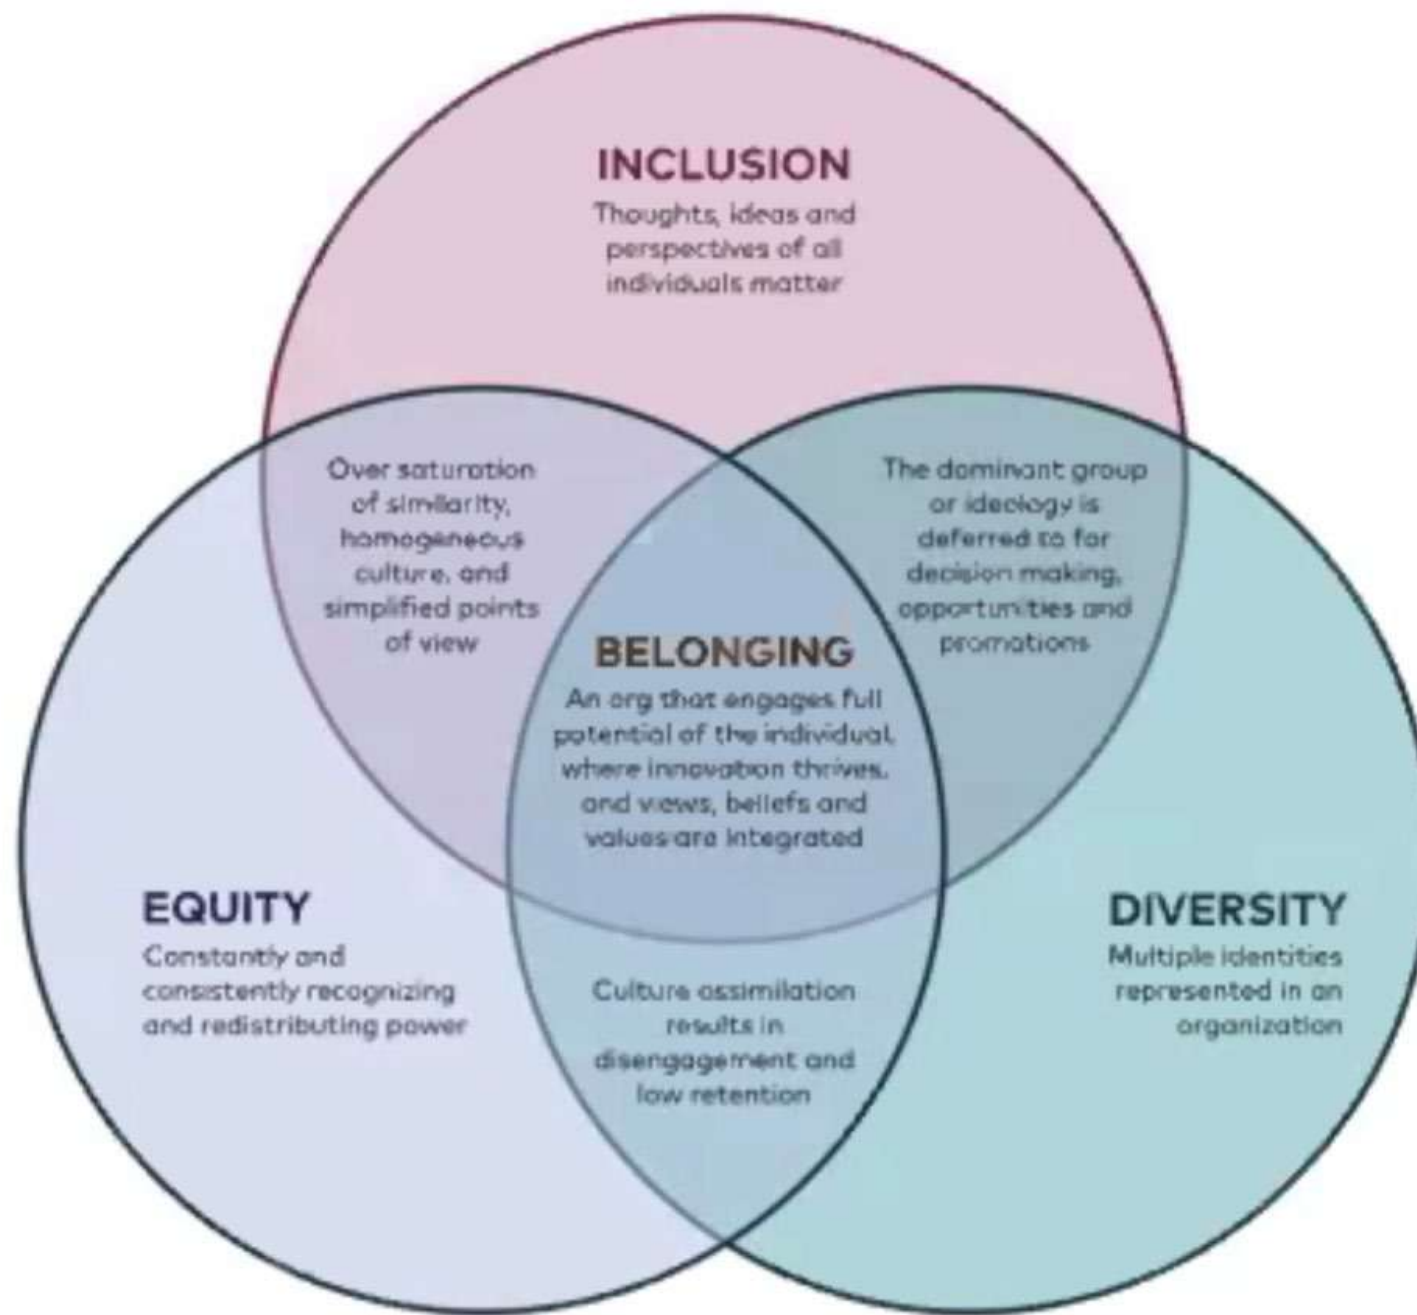 INCLUSION
Thoughts, ideas and
perspectives of all
individuals matter
Over saturation
of similarity,
homogeneous
culture, and
simplified points
of view
The dominant group
or ideology is
deferred to for
decision making,
opportunities and
promotions
BELONGING
An org that engages full
potential of the individual,
where innovation thrives,
and views, beliefs and
values are integrated
EQUITY
Constantly and
consistently recognizing
and redistributing power
DIVERSITY
Multiple identities
represented in an
organization
Culture assimilation
results in
disengagement and
low retention